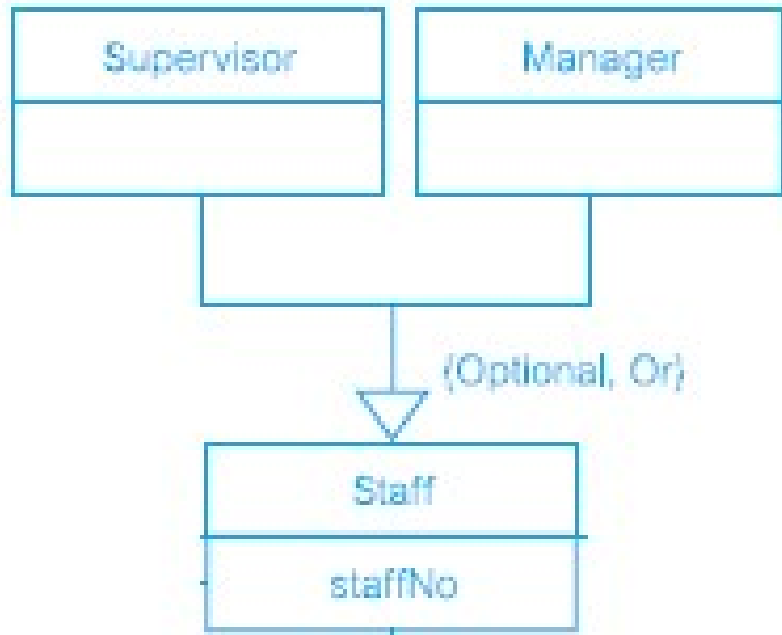 Supervisor
Manager
{Optional, Or}
Staff
staffNo